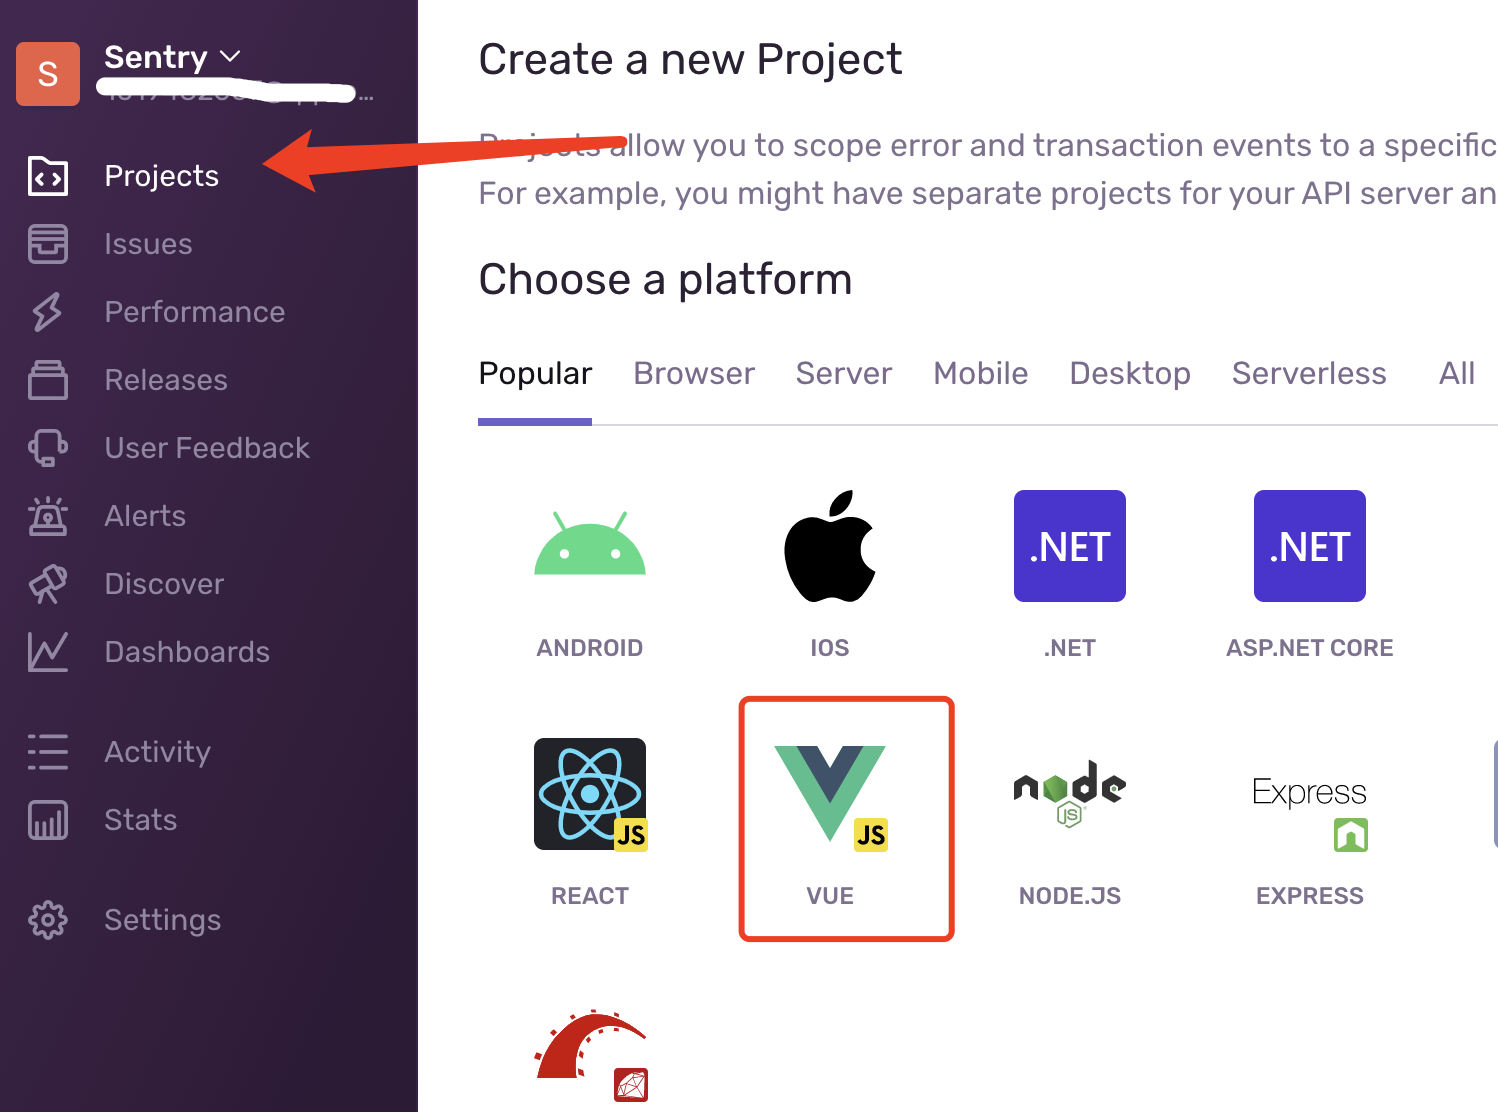 S
Sentry
Projects
Issues
Performance
Releases
User Feedback
Alerts
Discover
Dashboards
Activity
Stats
Settings
Create a new Project
Projects allow you to scope error and transaction events to a specific
For example, you might have separate projects for your API server an
Choose a platform
Popular Browser Server Mobile Desktop Serverless All
.NET .NET
ANDROID IOS .NET ASP.NET CORE
JS JS node JS Express
REACT VUE NODE.JS EXPRESS